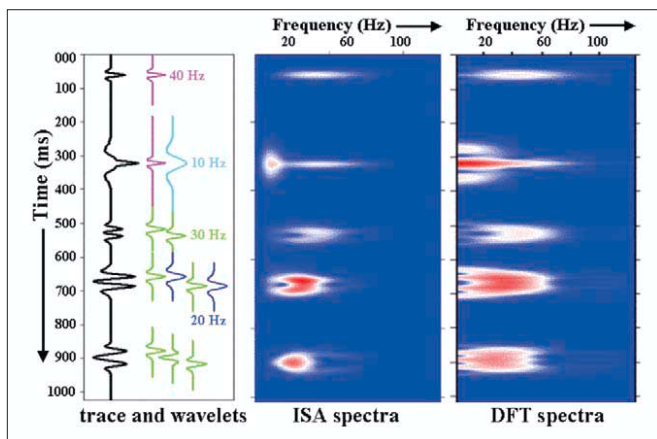 Frequency (Hz) Frequency (Hz)
20 60 100 20 60 100
000
100
200
300
400
500
600
700
800
900
1000
Time (ms)
40 Hz
10 Hz
30 Hz
20 Hz
trace and wavelets ISA spectra DFT spectra